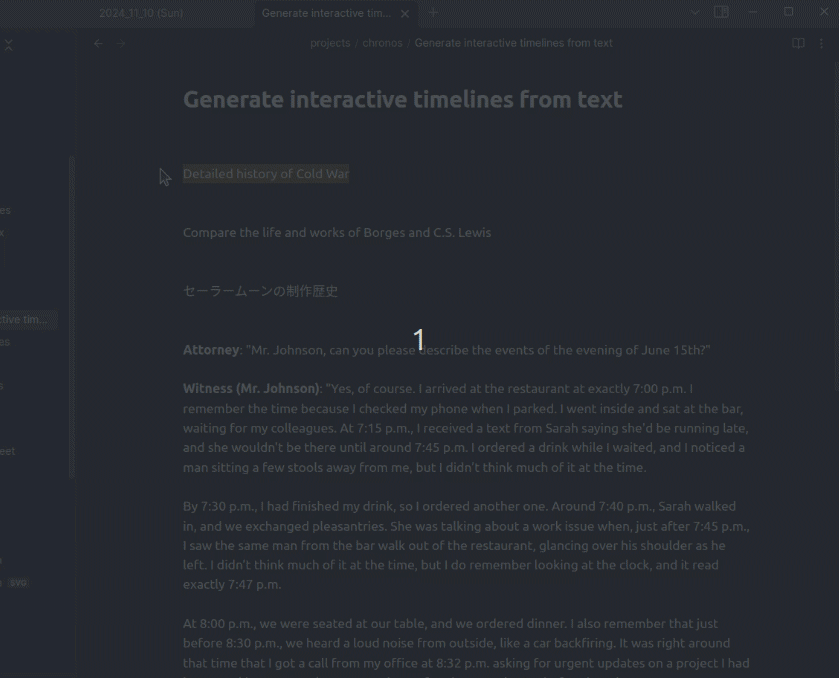 2024_11_10 (Sun)
Generate interactive tim...
projects / chronos / Generate interactive timelines from text
Generate interactive timelines from text
Detailed history of Cold War
es
Compare the life and works of Borges and C.S. Lewis
セーラームーンの制作歴史
ctive tim...
es
1
Attorney: "Mr. Johnson, can you please describe the events of the evening of June 15th?"
Witness (Mr. Johnson): "Yes, of course. I arrived at the restaurant at exactly 7:00 p.m. I
remember the time because I checked my phone when I parked. I went inside and sat at the bar,
waiting for my colleagues. At 7:15 p.m., I received a text from Sarah saying she'd be running late,
and she wouldn't be there until around 7:45 p.m. I ordered a drink while I waited, and I noticed a
man sitting a few stools away from me, but I didn't think much of it at the time.
eet
By 7:30 p.m., I had finished my drink, so I ordered another one. Around 7:40 p.m., Sarah walked
in, and we exchanged pleasantries. She was talking about a work issue when, just after 7:45 p.m.,
I saw the same man from the bar walk out of the restaurant, glancing over his shoulder as he
left. I didn't think much of it at the time, but I do remember looking at the clock, and it read
exactly 7:47 p.m.
SVG
At 8:00 p.m., we were seated at our table, and we ordered dinner. I also remember that just
before 8:30 p.m., we heard a loud noise from outside, like a car backfiring. It was right around
that time that I got a call from my office at 8:32 p.m. asking for urgent updates on a project I had